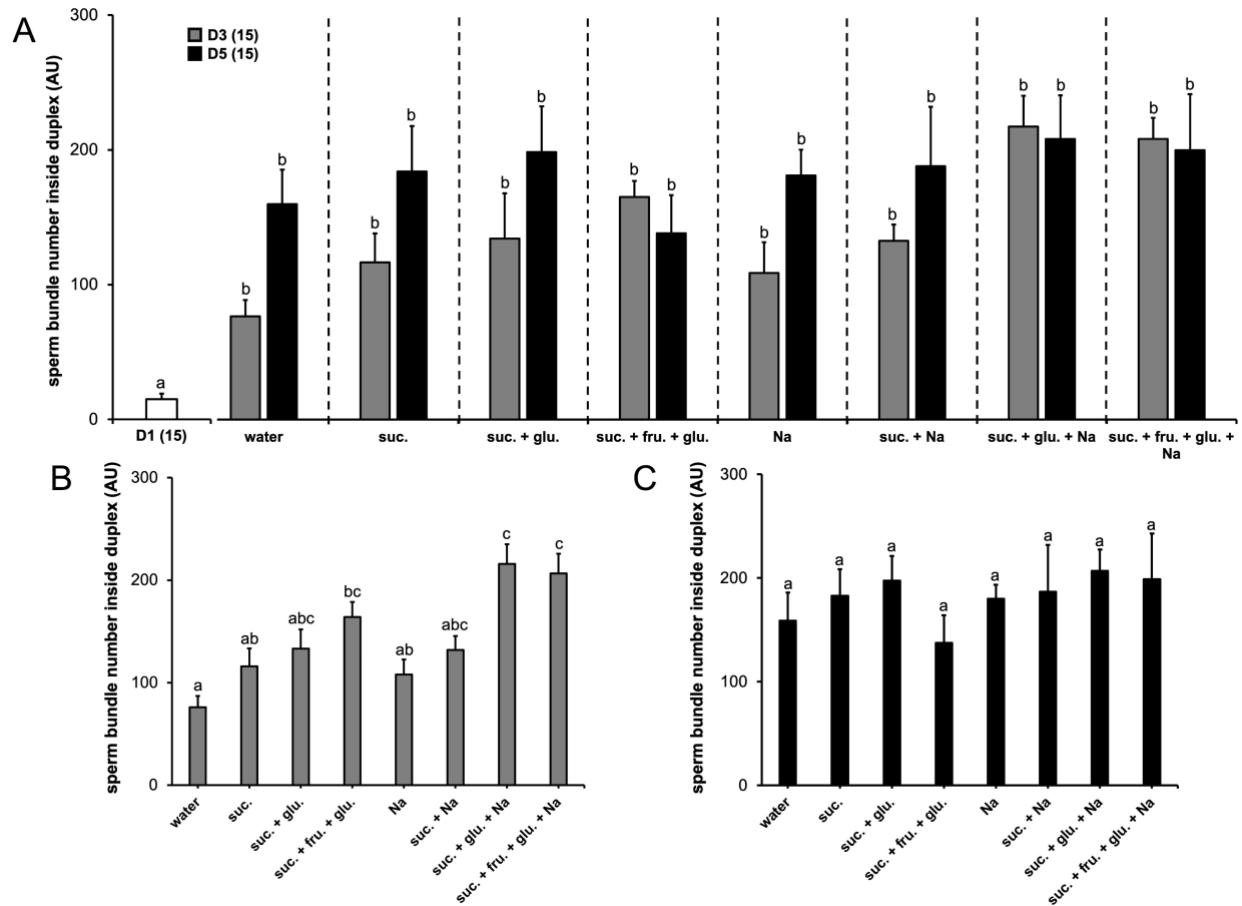 A
sperm bundle number inside duplex (AU)
300
200
100
0
D3 (15)
D5 (15)
a
b b
b b
b b
b b
b b
b b
b b
b b
D1 (15)
water
suc.
suc. + glu.
suc. + fru. + glu.
Na
suc. + Na
suc. + glu. + Na
suc. + fru. + glu. +
Na
B
sperm bundle number inside duplex (AU)
300
200
100
0
a
ab
abc
bc
ab
abc
c
c
water
suc.
suc. + glu.
suc. + fru. + glu.
Na
suc. + Na
suc. + glu. + Na
suc. + fru. + glu. + Na
C
sperm bundle number inside duplex (AU)
300
200
100
0
a
a
a
a
a
a
a
a
water
suc.
suc. + glu.
suc. + fru. + glu.
Na
suc. + Na
suc. + glu. + Na
suc. + fru. + glu. + Na